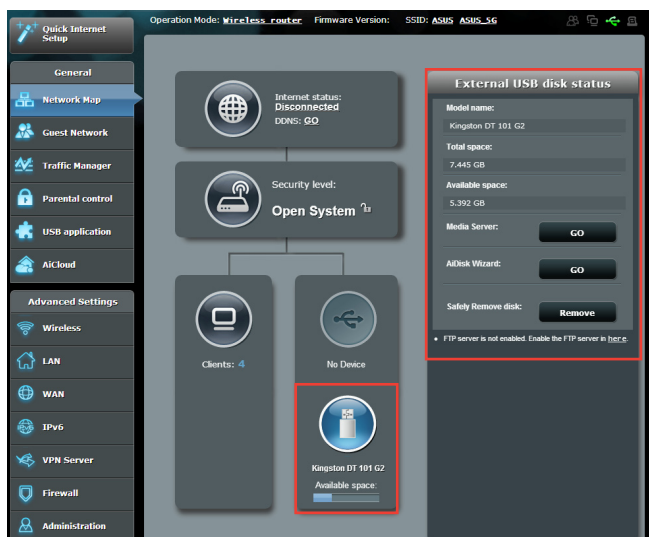 Operation Mode: Wireless router Firmware Version: SSID: ASUS ASUS_5G
Quick Internet
Setup
General
Network Map
Guest Network
Traffic Manager
Parental control
USB application
AiCloud
Advanced Settings
Wireless
LAN
WAN
IPv6
VPN Server
Firewall
Administration
Internet status:
Disconnected
DDNS: GO
Security level:
Open System
Clients: 4
No Device
Kingston DT 101 G2
Available space:
External USB disk status
Model name:
Kingston DT 101 G2
Total space:
7.445 GB
Available space:
5.392 GB
Media Server: GO
AiDisk Wizard: GO
Safely Remove disk: Remove
• FTP server is not enabled. Enable the FTP server in here.